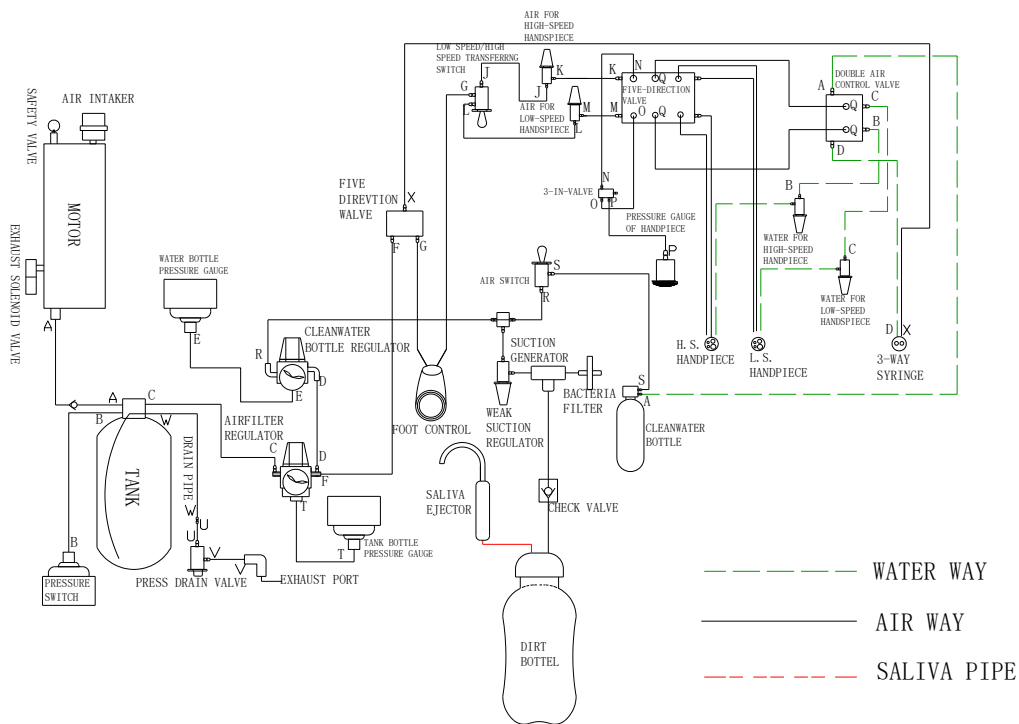 AIR FOR
HIGH-SPEED
HANDPIECE
LOW SPEED/HIGH
SPEED TRANSFERRNG
SWITCH
J
G
L
K
J
AIR FOR
LOW-SPEED
HANDPIECE
M
L
K
N
Q
FIVE-DIRECTION
VALVE
M
O
Q
DOUBLE AIR
CONTROL VALVE
A
Q
C
Q
B
D
SAFETY VALVE
AIR INTAKER
MOTOR
EXHAUST SOLENOID VALVE
A
FIVE
DIREVTION
WALVE
X
F
G
N
3-IN-VALVE
O
P
PRESSURE GAUGE
OF HANDPIECE
P
B
WATER FOR
HIGH-SPEED
HANDPIECE
C
WATER FOR
LOW-SPEED
HANDPIECE
WATER BOTTLE
PRESSURE GAUGE
E
AIR SWITCH
S
R
CLEANWATER
BOTTLE REGULATOR
R
D
E
SUCTION
GENERATOR
WEAK
SUCTION
REGULATOR
BACTERIA
FILTER
S
A
CLEANWATER
BOTTLE
H.S.
HANDPIECE
L.S.
HANDPIECE
D
X
3-WAY
SYRINGE
A
C
B
W
TANK
DRAIN PIPE
W
U
U
V
V
AIRFILTER
REGULATOR
C
D
F
T
FOOT CONTROL
TANK BOTTLE
PRESSURE GAUGE
T
SALIVA
EJECTOR
CHECK VALVE
B
PRESSURE
SWITCH
PRESS DRAIN VALVE
EXHAUST PORT
DIRT
BOTTEL
WATER WAY
AIR WAY
SALIVA PIPE